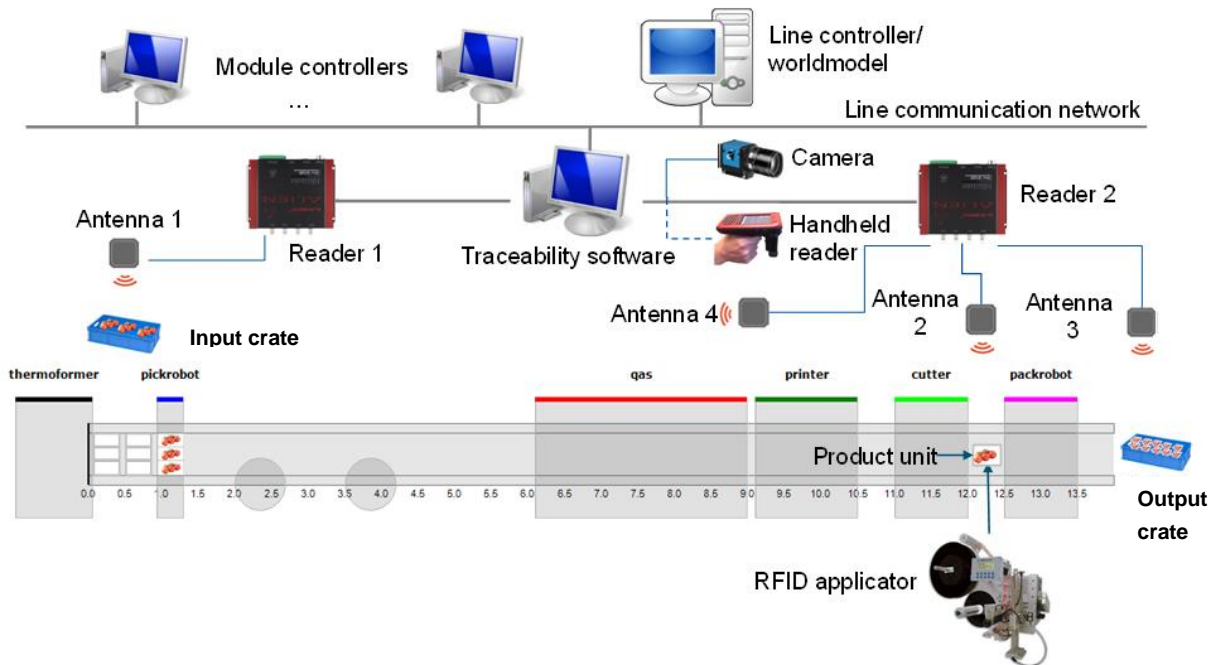 Module controllers
...
Line controller/
worldmodel
Line communication network
Camera
Reader 2
Antenna 1
Reader 1
Traceability software
Handheld
reader
Antenna 4
Antenna
2
Antenna
3
Input crate
thermoformer
pickrobot
gas
printer
cutter
packrobot
Product unit
0.0 0.5 1.0 1.5 2.0 2.5 3.0 3.5 4.0 4.5 5.0 5.5 6.0 6.5 7.0 7.5 8.0 8.5 9.0 9.5 10.0 10.5 11.0 11.5 12.0 12.5 13.0 13.5
Output
crate
RFID applicator